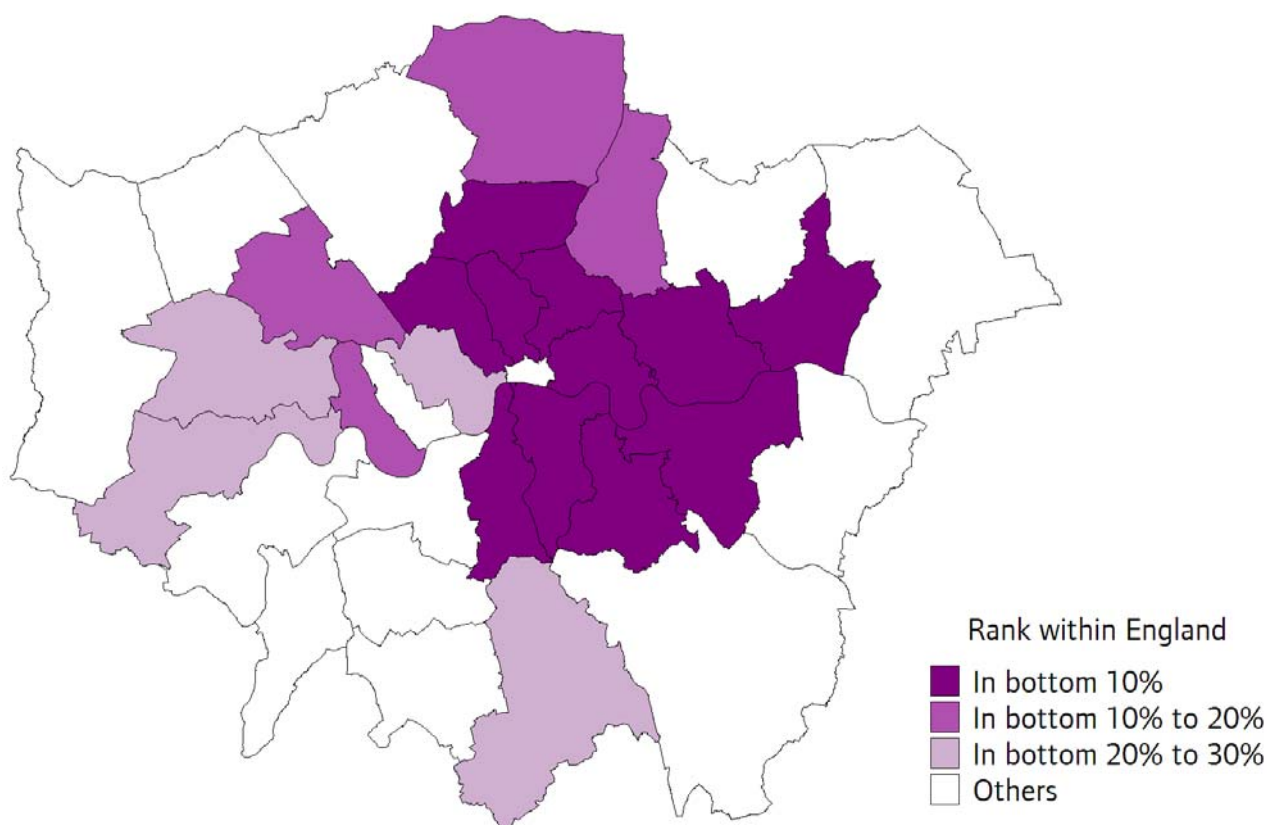 Rank within England
In bottom 10%
In bottom 10% to 20%
In bottom 20% to 30%
Others